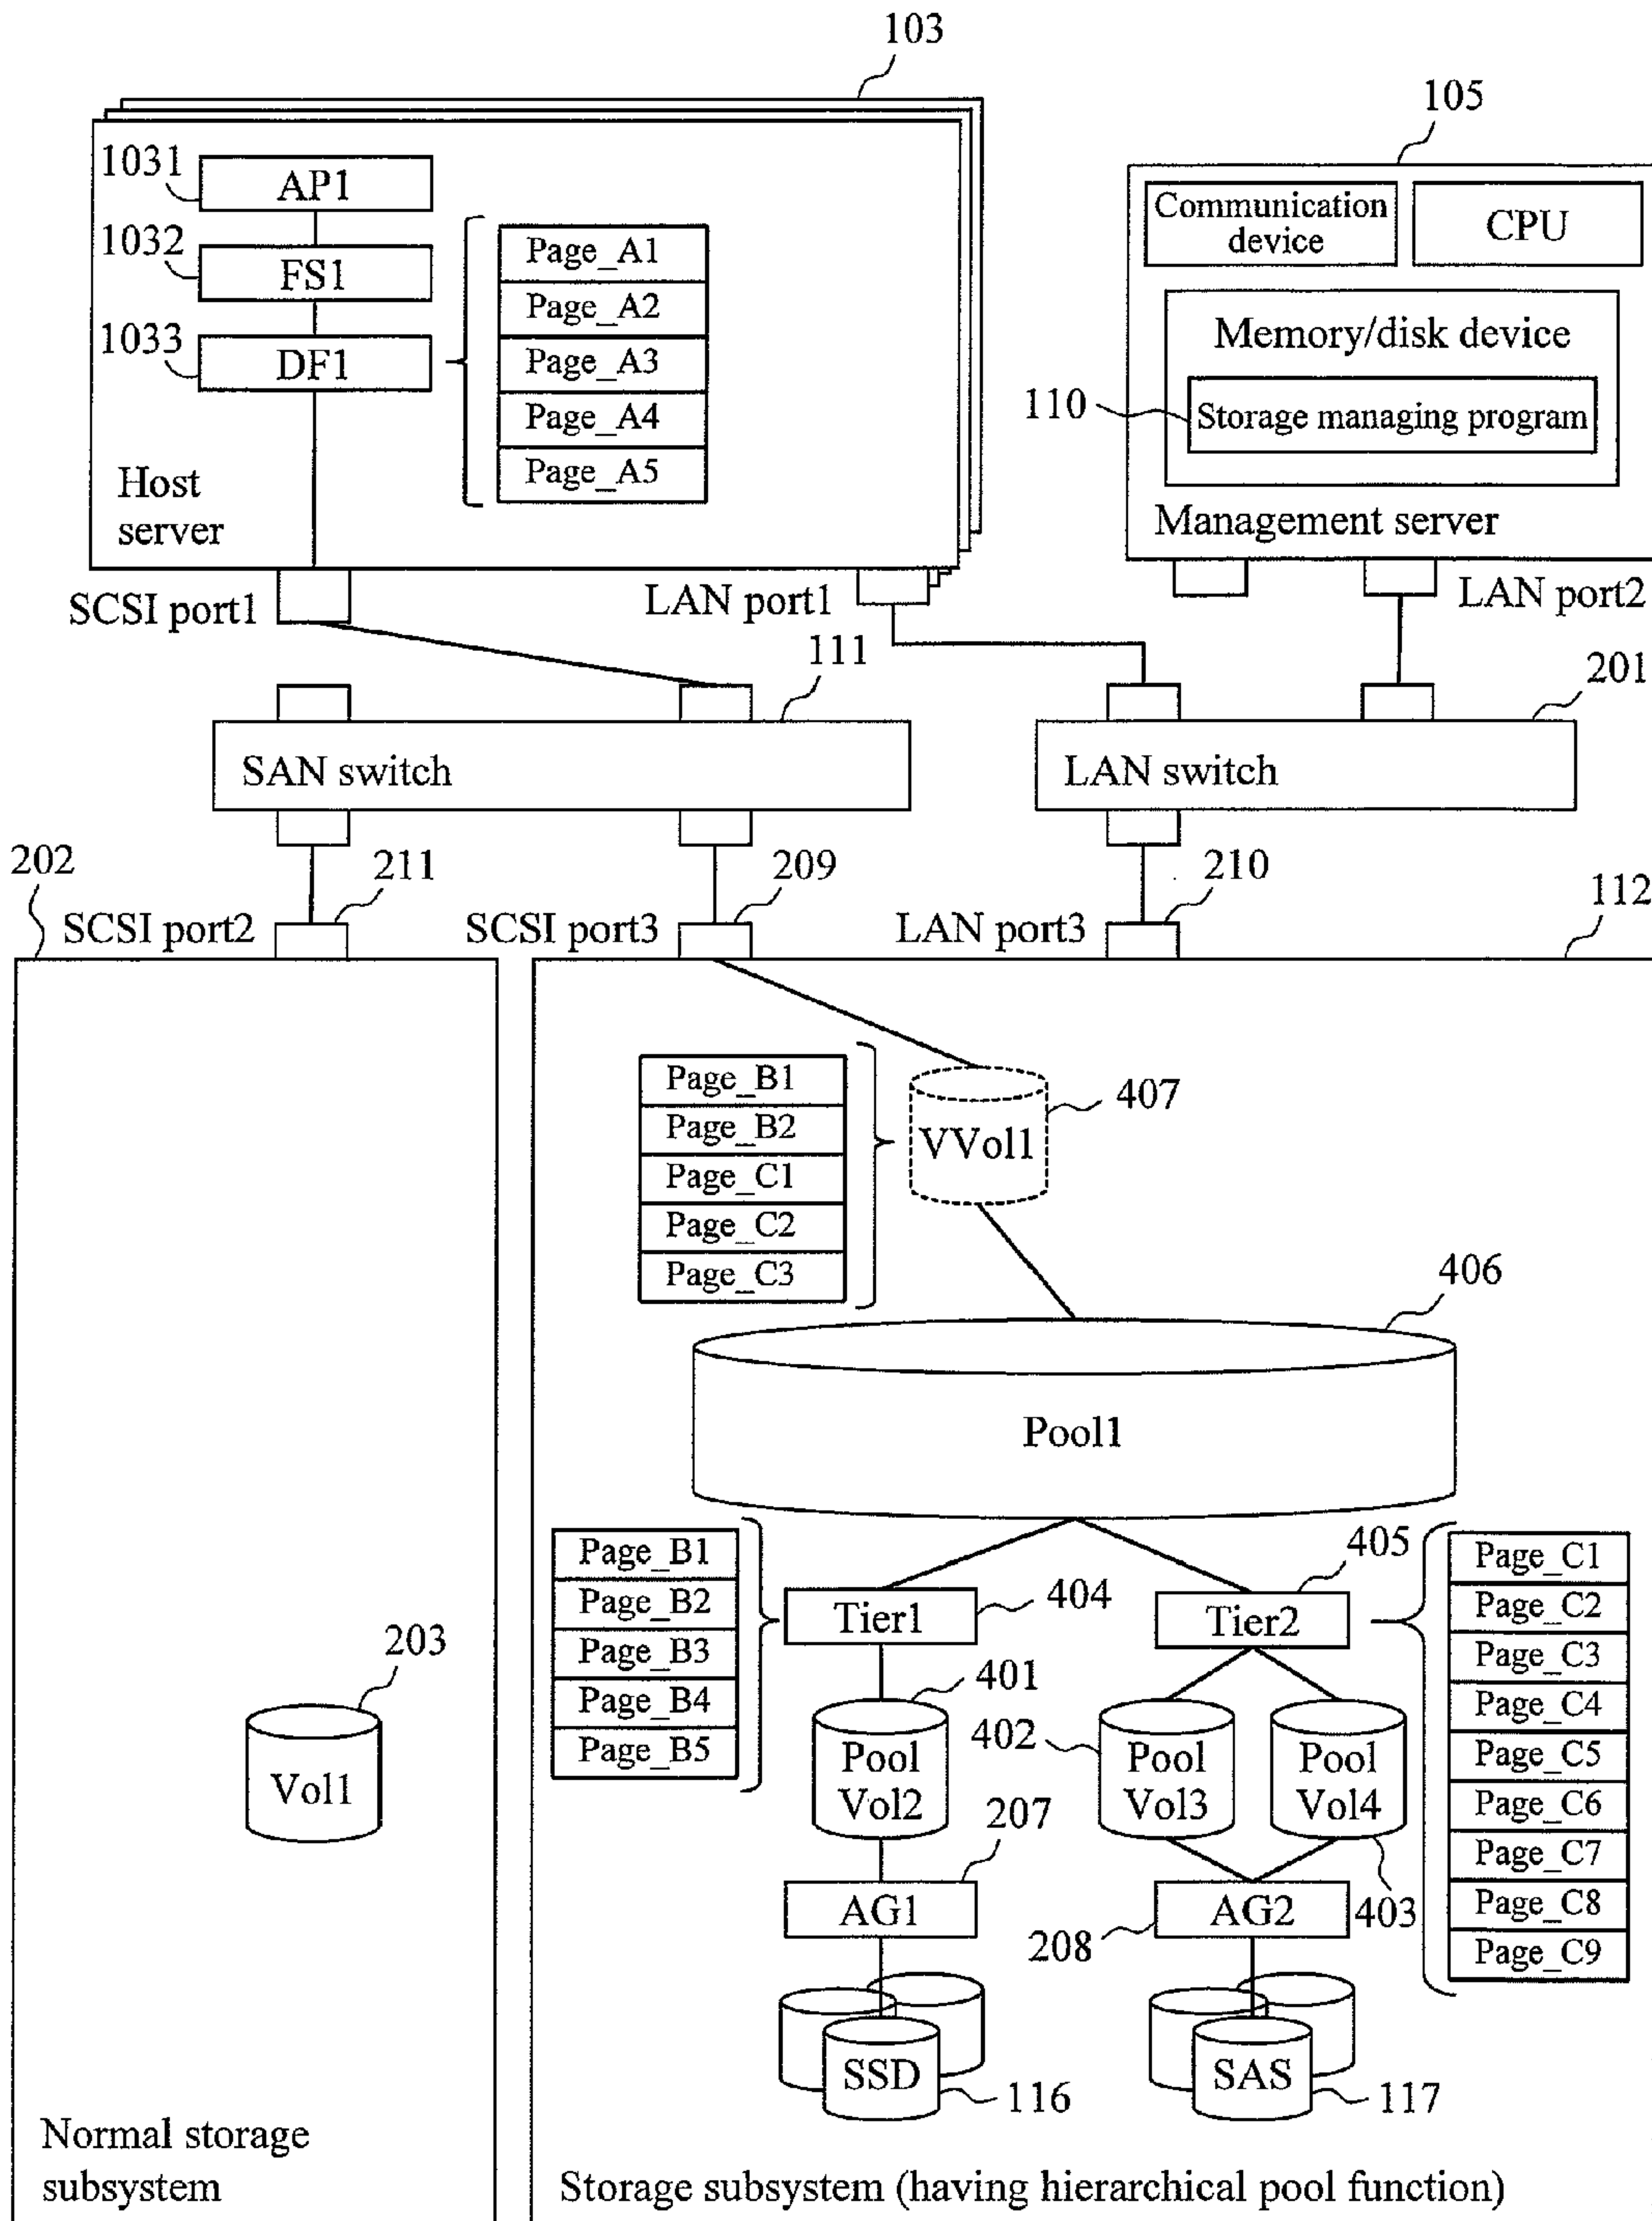 103
105
1031
AP1
1032
FS1
1033
DF1
Page_A1
Page_A2
Page_A3
Page_A4
Page_A5
Host
server
Communication
device
CPU
Memory/disk device
110
Storage managing program
Management server
SCSI port1
LAN port1
LAN port2
111
201
SAN switch
LAN switch
202
211
209
210
112
SCSI port2
SCSI port3
LAN port3
Page_B1
Page_B2
Page_C1
Page_C2
Page_C3
VVol1
407
406
Pool1
Page_B1
Page_B2
Page_B3
Page_B4
Page_B5
Tier1
404
405
Tier2
Page_C1
Page_C2
Page_C3
Page_C4
Page_C5
Page_C6
Page_C7
Page_C8
Page_C9
203
Vol1
401
Pool
Vol2
402
Pool
Vol3
Pool
Vol4
403
207
AG1
208
AG2
SSD
116
SAS
117
Normal storage
subsystem
Storage subsystem (having hierarchical pool function)